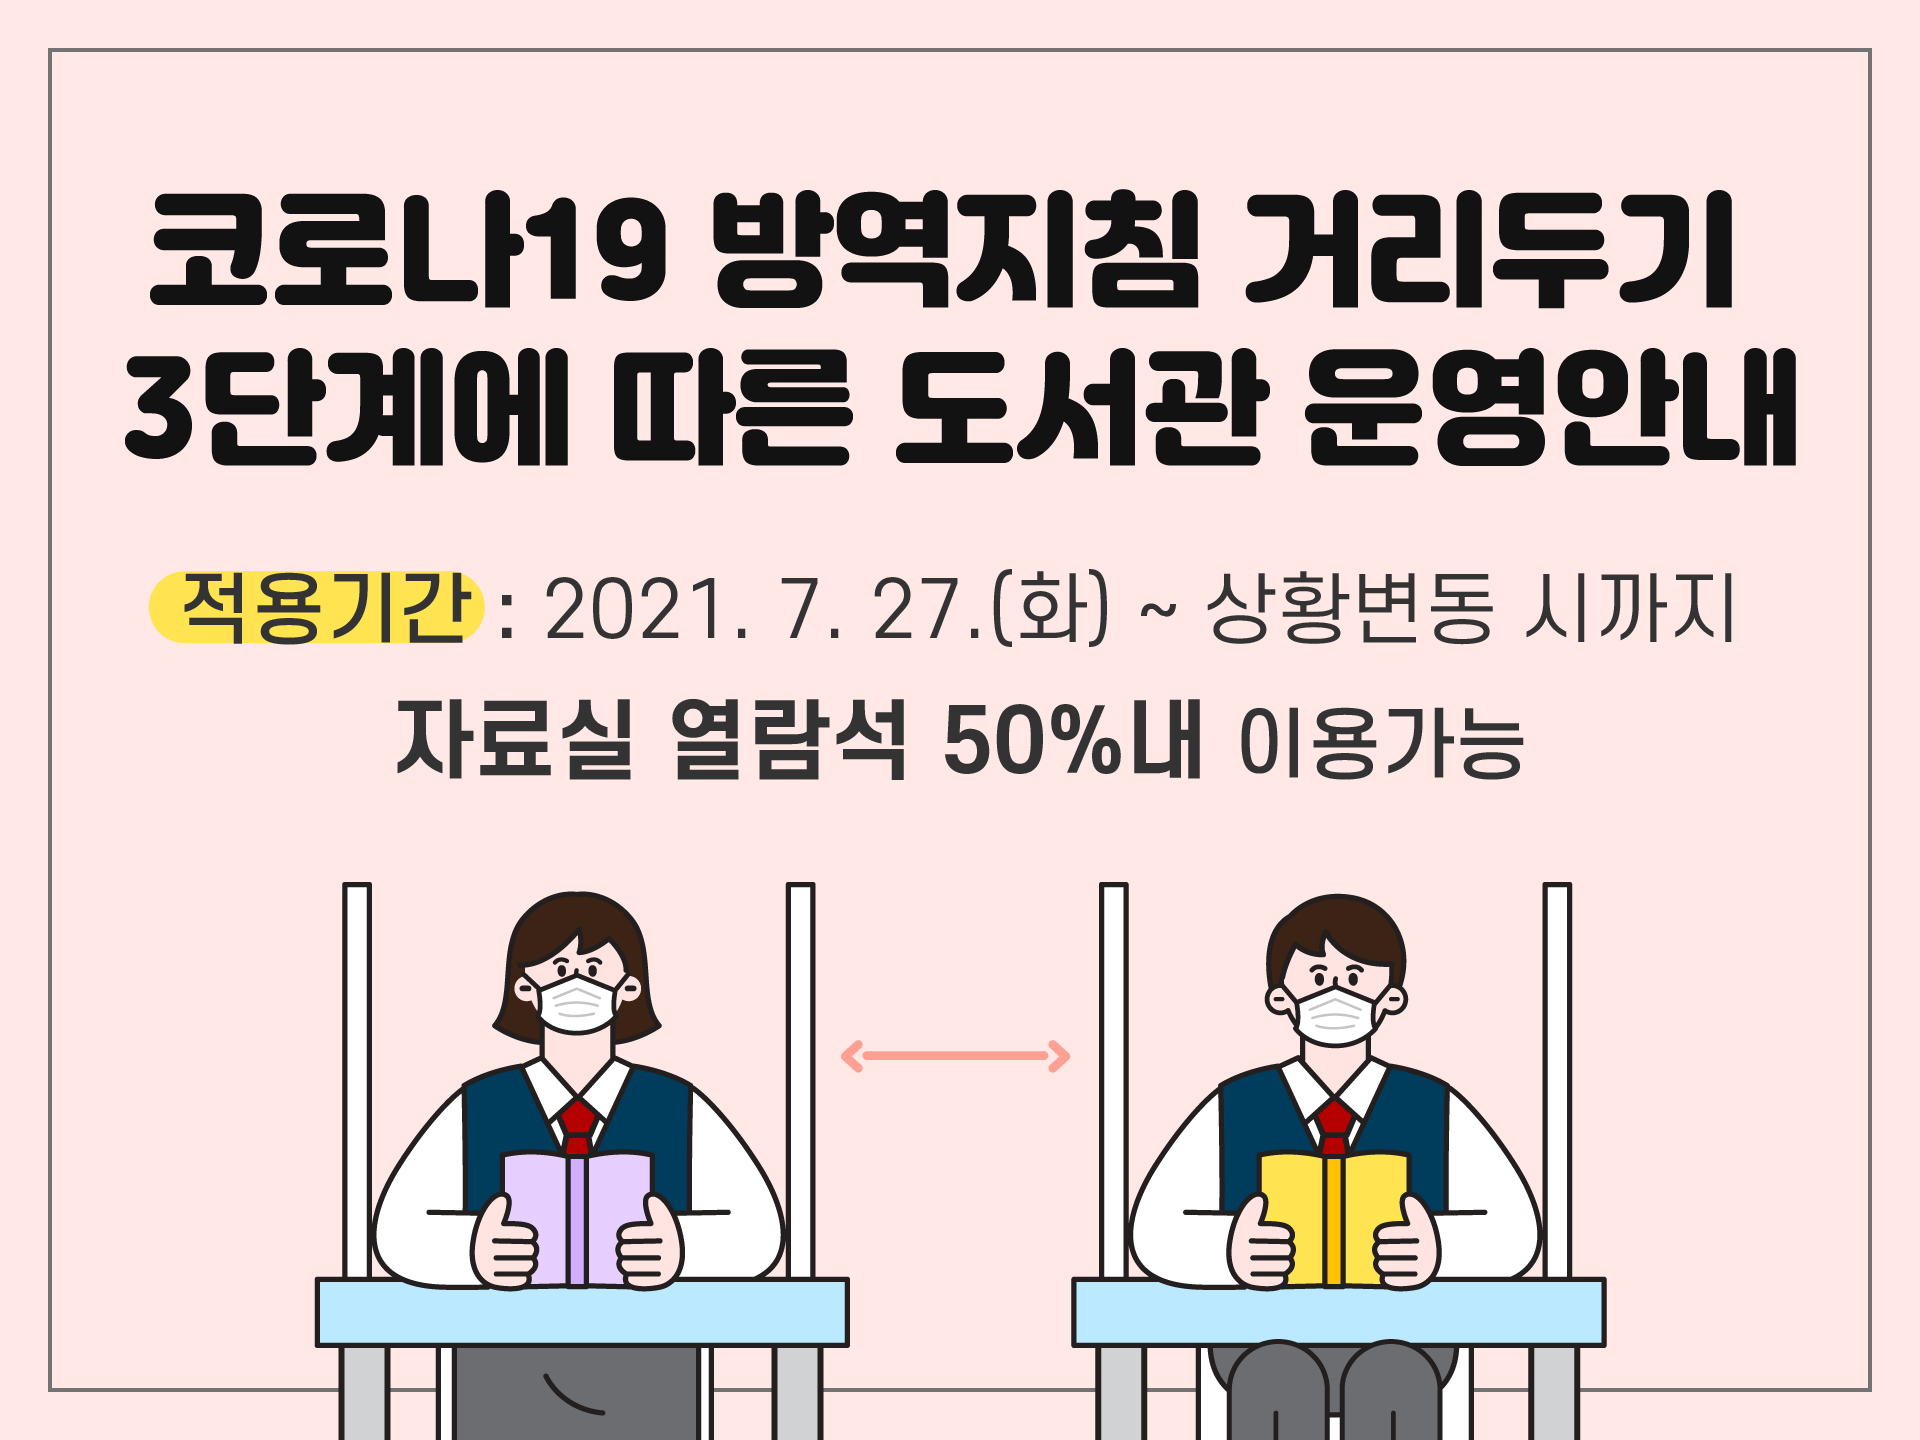 코로나19 방역지침 거리두기
3단계에 따른 도서관 운영안내
적용기간 : 2021. 7. 27.(화) ~ 상황변동 시까지
자료실 열람석 50%내 이용가능